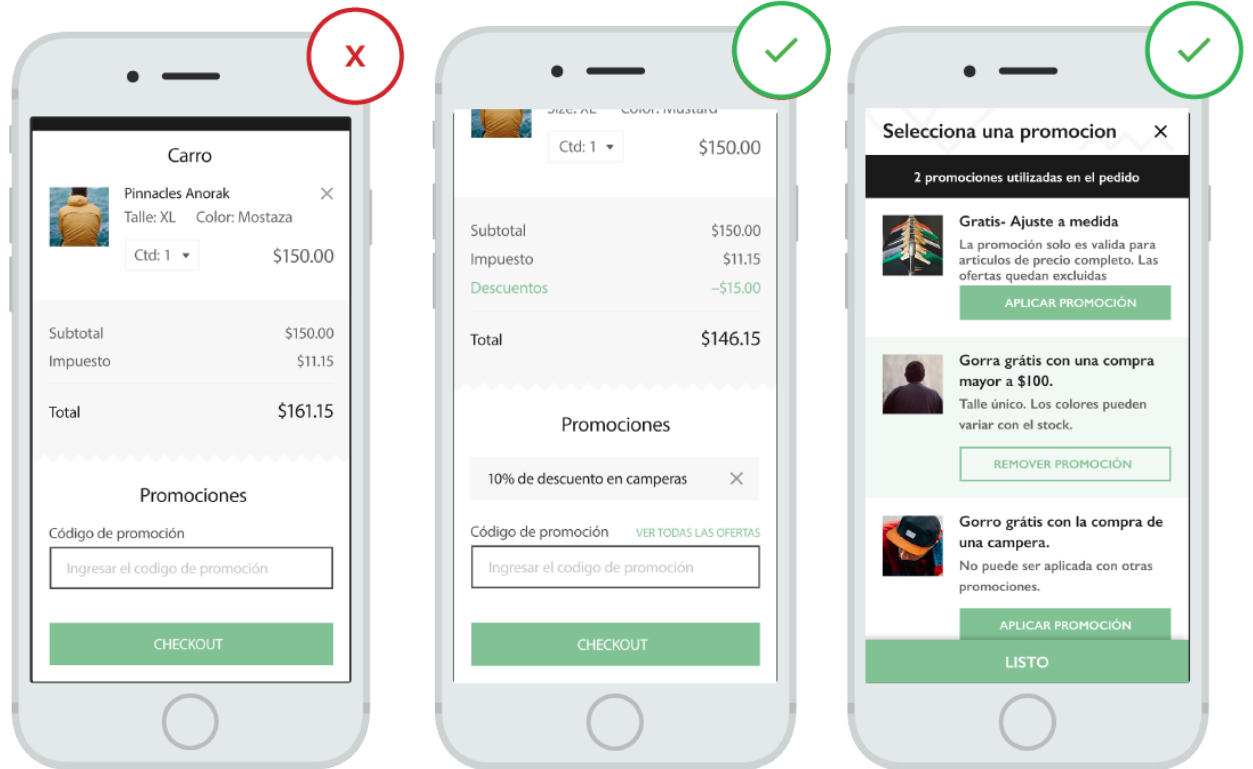 X
Carro
Pinnacles Anorak
Talle: XL Color: Mostaza
Ctd: 1 $150.00
Subtotal $150.00
Impuesto $11.15
Total $161.15
Promociones
Código de promoción
Ingresar el codigo de promoción
CHECKOUT
Size: XL Color: Mustard
Ctd: 1 $150.00
Subtotal $150.00
Impuesto $11.15
Descuentos –$15.00
Total $146.15
Promociones
10% de descuento en camperas
Código de promoción VER TODAS LAS OFERTAS
Ingresar el codigo de promoción
CHECKOUT
Selecciona una promocion
2 promociones utilizadas en el pedido
Gratis- Ajuste a medida
La promoción solo es valida para
articulos de precio completo. Las
ofertas quedan excluidas
APLICAR PROMOCIÓN
Gorra grátis con una compra
mayor a $100.
Talle único. Los colores pueden
variar con el stock.
REMOVER PROMOCIÓN
Gorro grátis con la compra de
una campera.
No puede ser aplicada con otras
promociones.
APLICAR PROMOCIÓN
LISTO